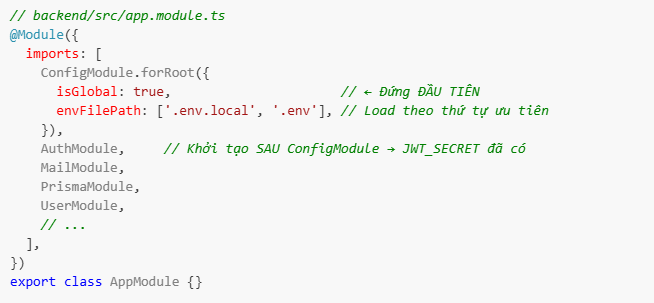 // backend/src/app.module.ts
@Module({
  imports: [
    ConfigModule.forRoot({
      isGlobal: true,                      // ← Đứng ĐẦU TIÊN
      envFilePath: ['.env.local', '.env'], // Load theo thứ tự ưu tiên
    }),
    AuthModule,     // Khởi tạo SAU ConfigModule → JWT_SECRET đã có
    MailModule,
    PrismaModule,
    UserModule,
    // ...
  ],
})
export class AppModule {}